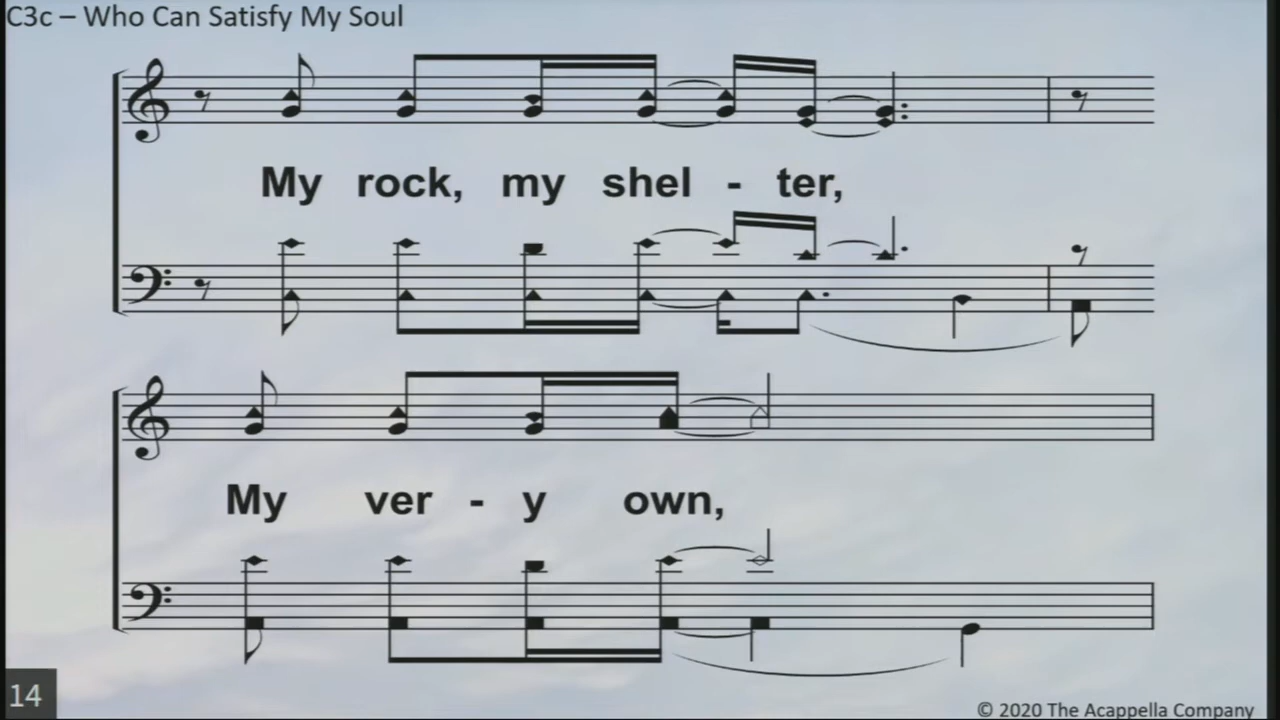 C3c – Who Can Satisfy My Soul
My rock, my shel - ter,
My ver - y own,
14
© 2020 The Acappella Company